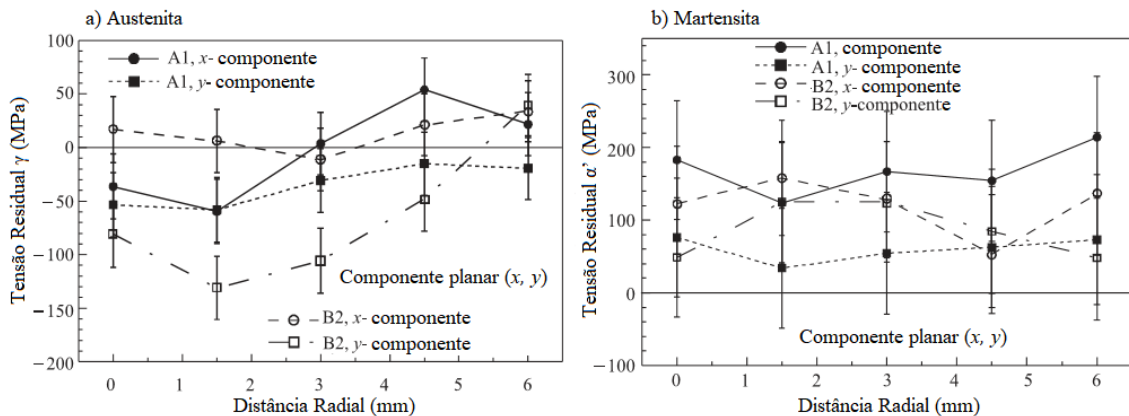 a) Austenita
100
50
0
−50
−100
−150
−200
Tensão Residual γ (MPa)
A1, x- componente
A1, y- componente
Componente planar (x, y)
B2, x- componente
B2, y- componente
0 1 2 3 4 5 6
Distância Radial (mm)
b) Martensita
300
200
100
0
−100
Tensão Residual α’ (MPa)
A1, componente
A1, y- componente
B2, x- componente
B2, y-componente
Componente planar (x, y)
0 1 2 3 4 5 6
Distância Radial (mm)